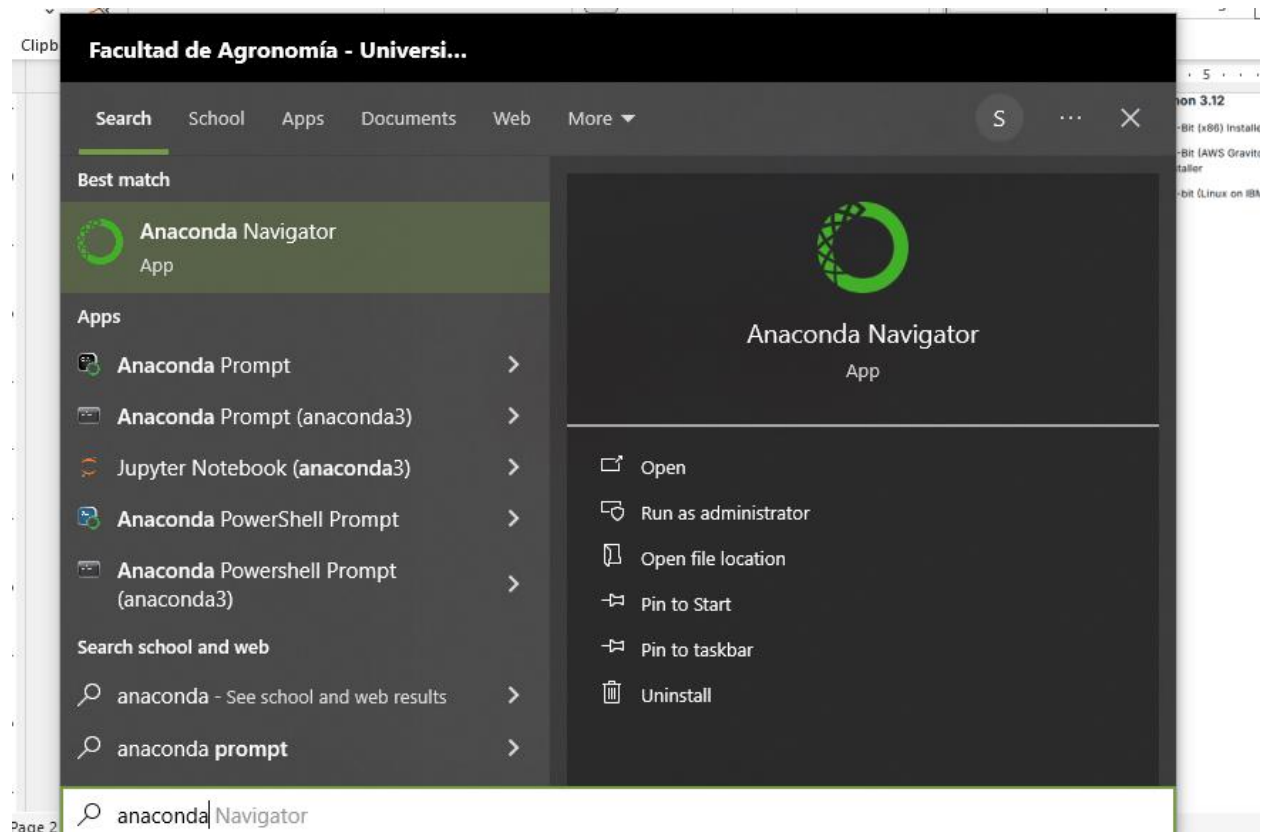 Clipb
Facultad de Agronomía - Universi...
· 5 · · ·
Search School Apps Documents Web More S ... 
Best match
Anaconda Navigator
App
Apps
Anaconda Prompt
Anaconda Prompt (anaconda3)
Jupyter Notebook (anaconda3)
Anaconda PowerShell Prompt
Anaconda Powershell Prompt
(anaconda3)
Search school and web
anaconda - See school and web results
anaconda prompt
anaconda Navigator
Anaconda Navigator
App
Open
Run as administrator
Open file location
Pin to Start
Pin to taskbar
Uninstall
on 3.12
-Bit (x86) Installe
-Bit (AWS Gravito
taller
-bit (Linux on IBM
Page 2